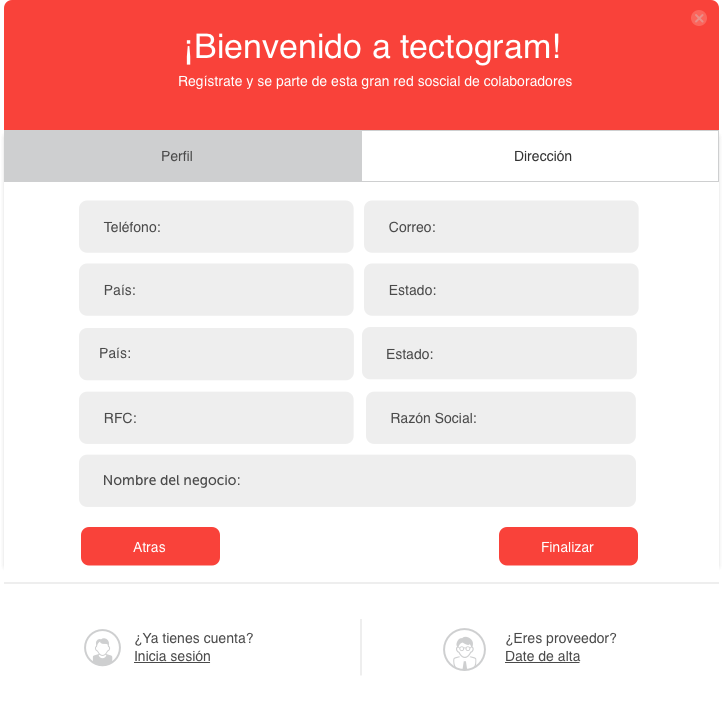 ¡Bienvenido a tectogram!
Regístrate y se parte de esta gran red soscial de colaboradores
Perfil
Dirección
Teléfono:
Correo:
País:
Estado:
País:
Estado:
RFC:
Razón Social:
Nombre del negocio:
Atras
Finalizar
¿Ya tienes cuenta?
Inicia sesión
¿Eres proveedor?
Date de alta